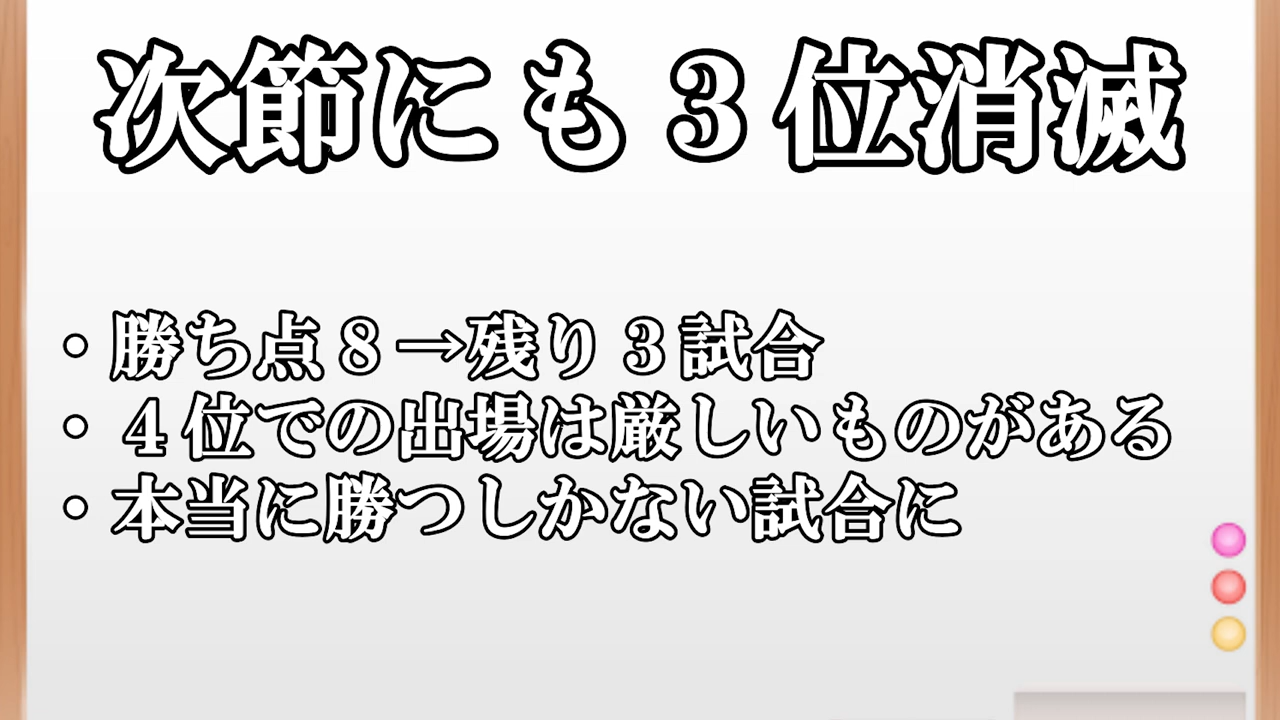 次節にも３位消滅
・勝ち点８→残り３試合
・４位での出場は厳しいものがある
・本当に勝つしかない試合に